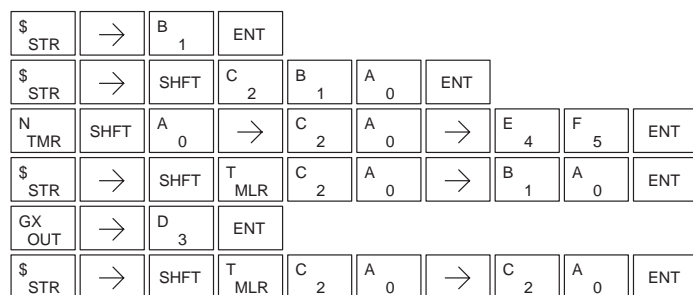 $ STR → B 1 ENT
$ STR → SHFT C 2 B 1 A 0 ENT
N TMR SHFT A 0 → C 2 A 0 → E 4 F 5 ENT
$ STR → SHFT T MLR C 2 A 0 → B 1 A 0 ENT
GX OUT → D 3 ENT
$ STR → SHFT T MLR C 2 A 0 → C 2 A 0 ENT